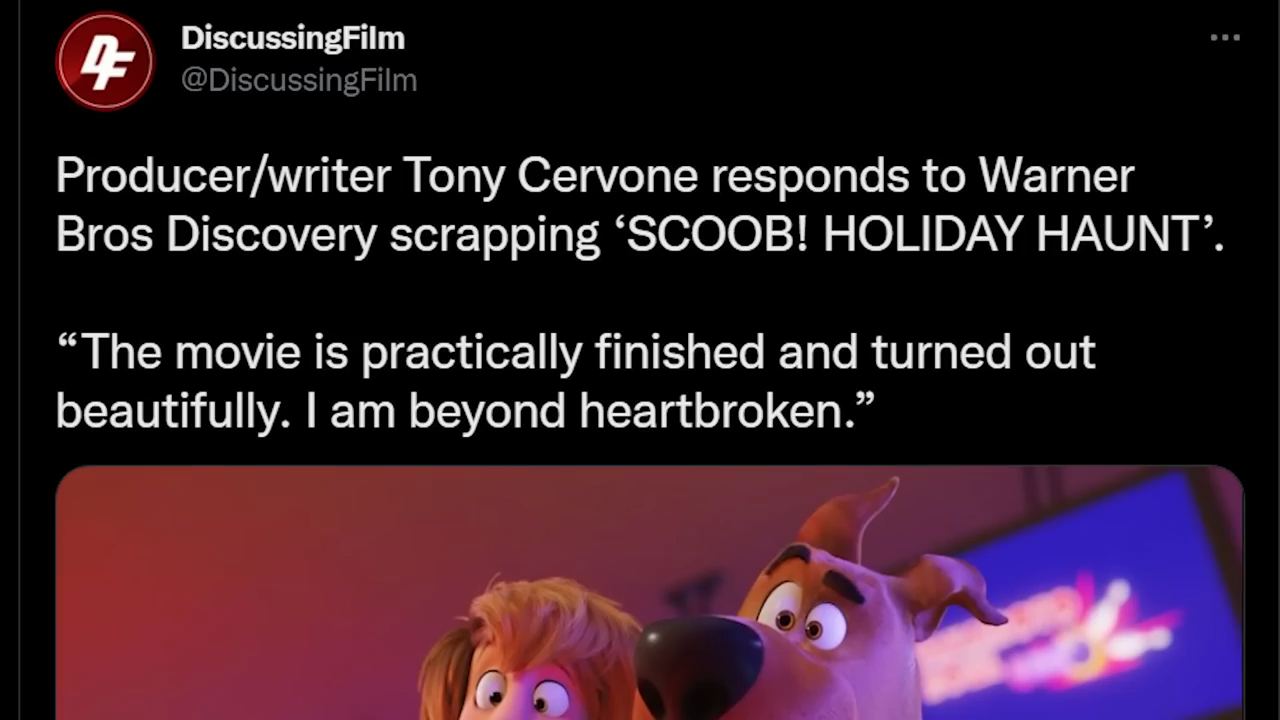 DiscussingFilm
@DiscussingFilm
Producer/writer Tony Cervone responds to Warner
Bros Discovery scrapping ‘SCOOB! HOLIDAY HAUNT’.
“The movie is practically finished and turned out
beautifully. I am beyond heartbroken.”